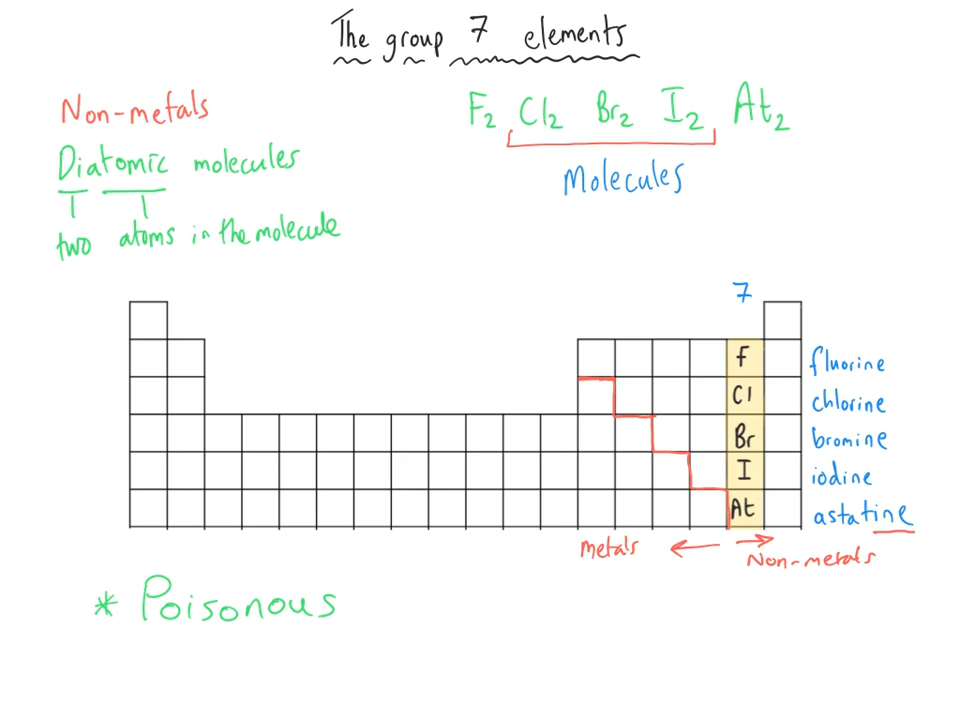 The group 7 elements
Non-metals
F₂ Cl₂ Br₂ I₂ At₂
Diatomic molecules
Molecules
two atoms in the molecule
7
F fluorine
Cl chlorine
Br bromine
I iodine
At astatine
metals
Non-metals
* Poisonous